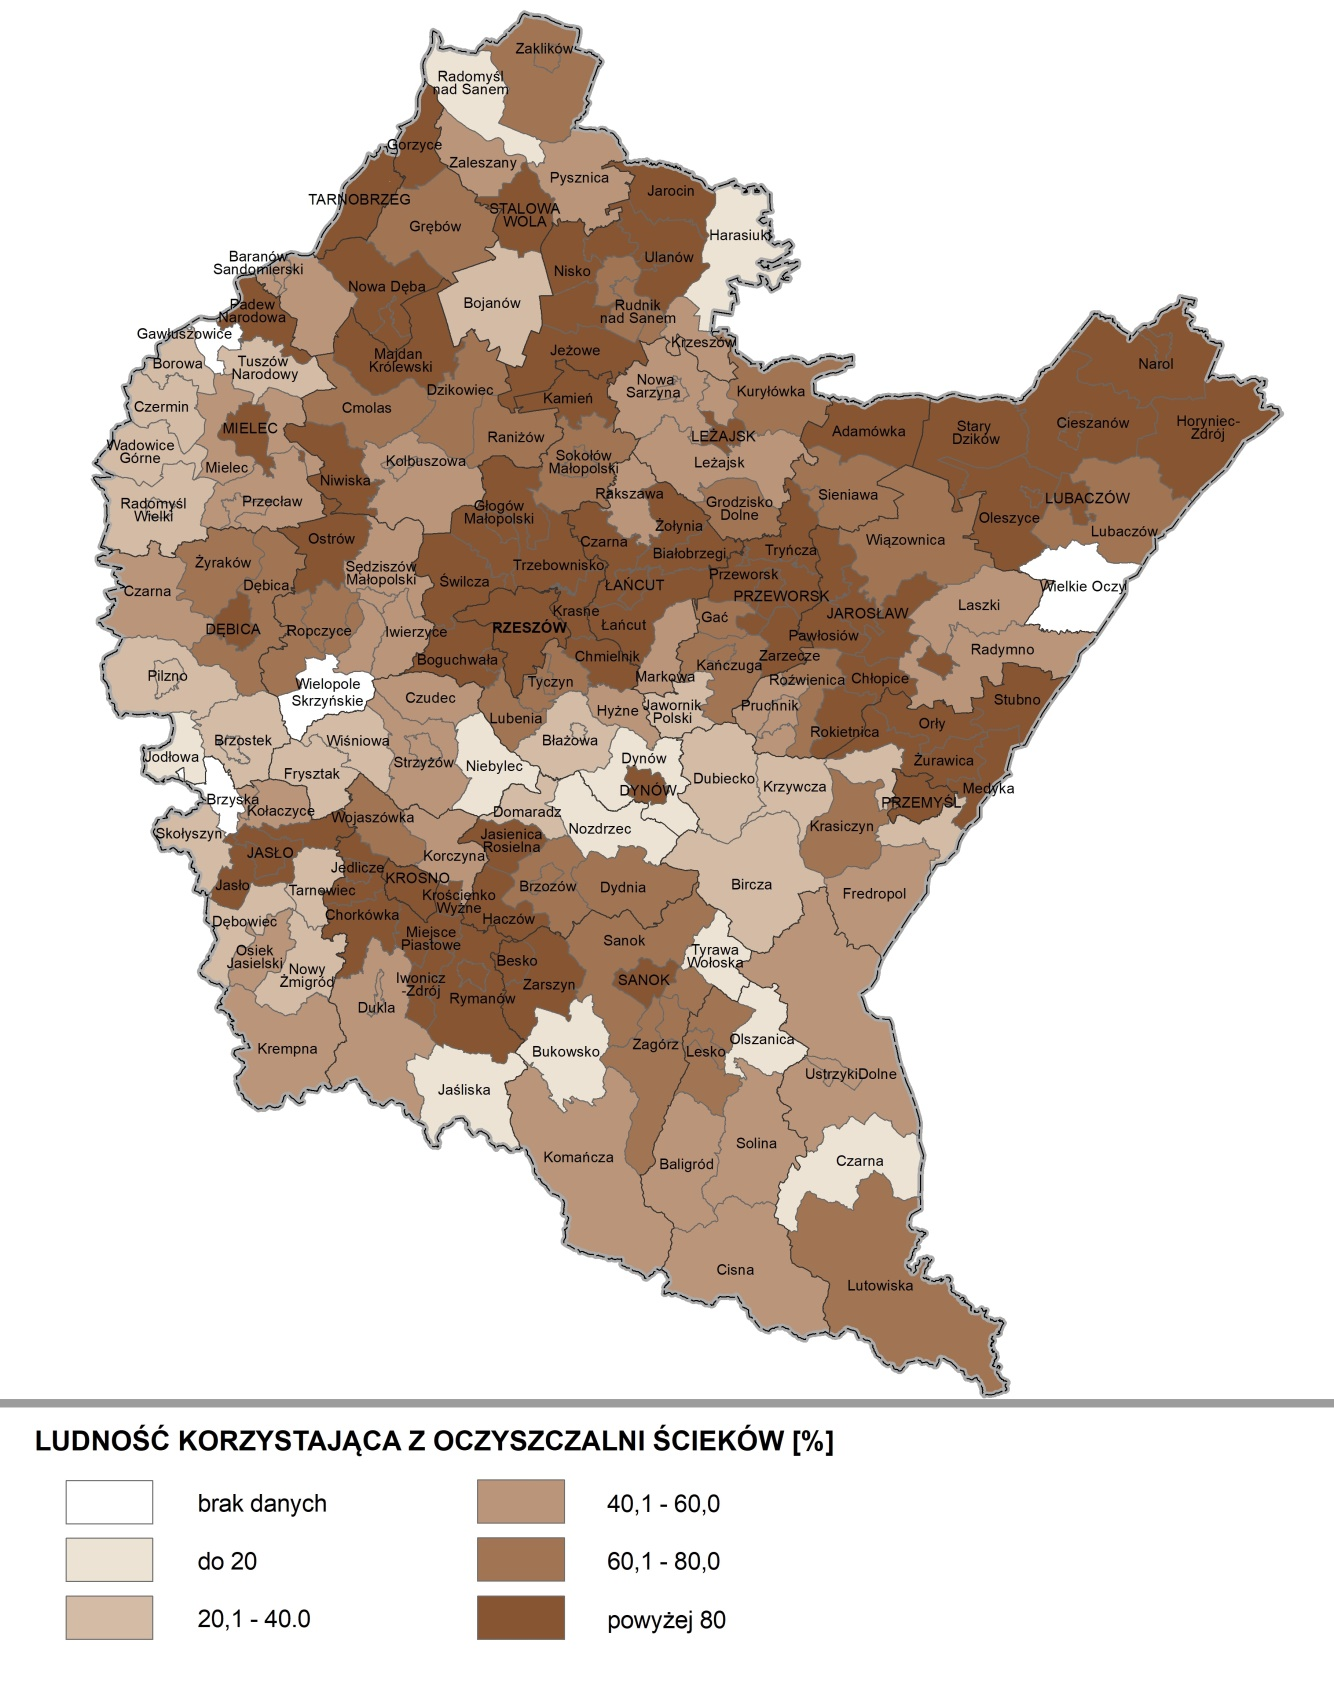 Zaklików
Radomyśl
nad Sanem
Gorzyce
Zaleszany
Pysznica
Jarocin
TARNOBRZEG
STALOWA
WOLA
Grębów
Harasiuki
Baranów
Sandomierski
Ulanów
Nisko
Nowa Dęba
Bojanów
Padew
Narodowa
Rudnik
nad Sanem
Gawłuszowice
Krzeszów
Borowa
Tuszów
Narodowy
Majdan
Królewski
Jeżowe
Narol
Nowa
Sarzyna
Dzikowiec
Kuryłówka
Kamień
Czermin
Cmolas
MIELEC
Raniżów
LEŻAJSK
Adamówka
Stary
Dzików
Cieszanów
Horyniec-
Zdrój
Wadowice
Górne
Mielec
Kolbuszowa
Sokołów
Małopolski
Leżajsk
Niwiska
Radomyśl
Wielki
Przecław
Głogów
Małopolski
Rakszawa
Grodzisko
Dolne
Sieniawa
LUBACZÓW
Oleszyce
Żołynia
Lubaczów
Ostrów
Czarna
Białobrzegi
Tryńcza
Wiązownica
Żyraków
Sędziszów
Małopolski
Trzebownisko
Świlcza
Przeworsk
Dębica
ŁAŃCUT
Wielkie Oczy
Czarna
PRZEWORSK
Laszki
Krasne
JAROSŁAW
Gać
DĘBICA
Ropczyce
Iwierzyce
RZESZÓW
Łańcut
Pawłosiów
Radymno
Boguchwała
Chmielnik
Kańczuga
Zarzecze
Pilzno
Wielopole
Skrzyńskie
Tyczyn
Markowa
Roźwienica
Chłopice
Czudec
Stubno
Lubenia
Hyżne
Jawornik
Polski
Pruchnik
Orły
Rokietnica
Brzostek
Wiśniowa
Błażowa
Jodłowa
Strzyżów
Niebylec
Dynów
Żurawica
Frysztak
Dubiecko
Krzywcza
DYNÓW
Medyka
Brzyska
Kołaczyce
PRZEMYŚL
Domaradz
Wojaszówka
Nozdrzec
Krasiczyn
Skołyszyn
Jasienica
Rosielna
JASŁO
Korczyna
Jedlicze
KROSNO
Jasło
Tarnowiec
Krościenko
Wyżne
Brzozów
Dydnia
Bircza
Fredropol
Chorkówka
Haczów
Dębowiec
Miejsce
Piastowe
Sanok
Osiek
Jasielski
Tyrawa
Wołoska
Besko
Nowy
Żmigród
Iwonicz
-Zdrój
Zarszyn
SANOK
Rymanów
Dukla
Olszanica
Krempna
Bukowsko
Zagórz
Lesko
UstrzykiDolne
Jaśliska
Solina
Komańcza
Baligród
Czarna
Cisna
Lutowiska
LUDNOŚĆ KORZYSTAJĄCA Z OCZYSZCZALNI ŚCIEKÓW [%]
brak danych
do 20
20,1 - 40.0
40,1 - 60,0
60,1 - 80,0
powyżej 80